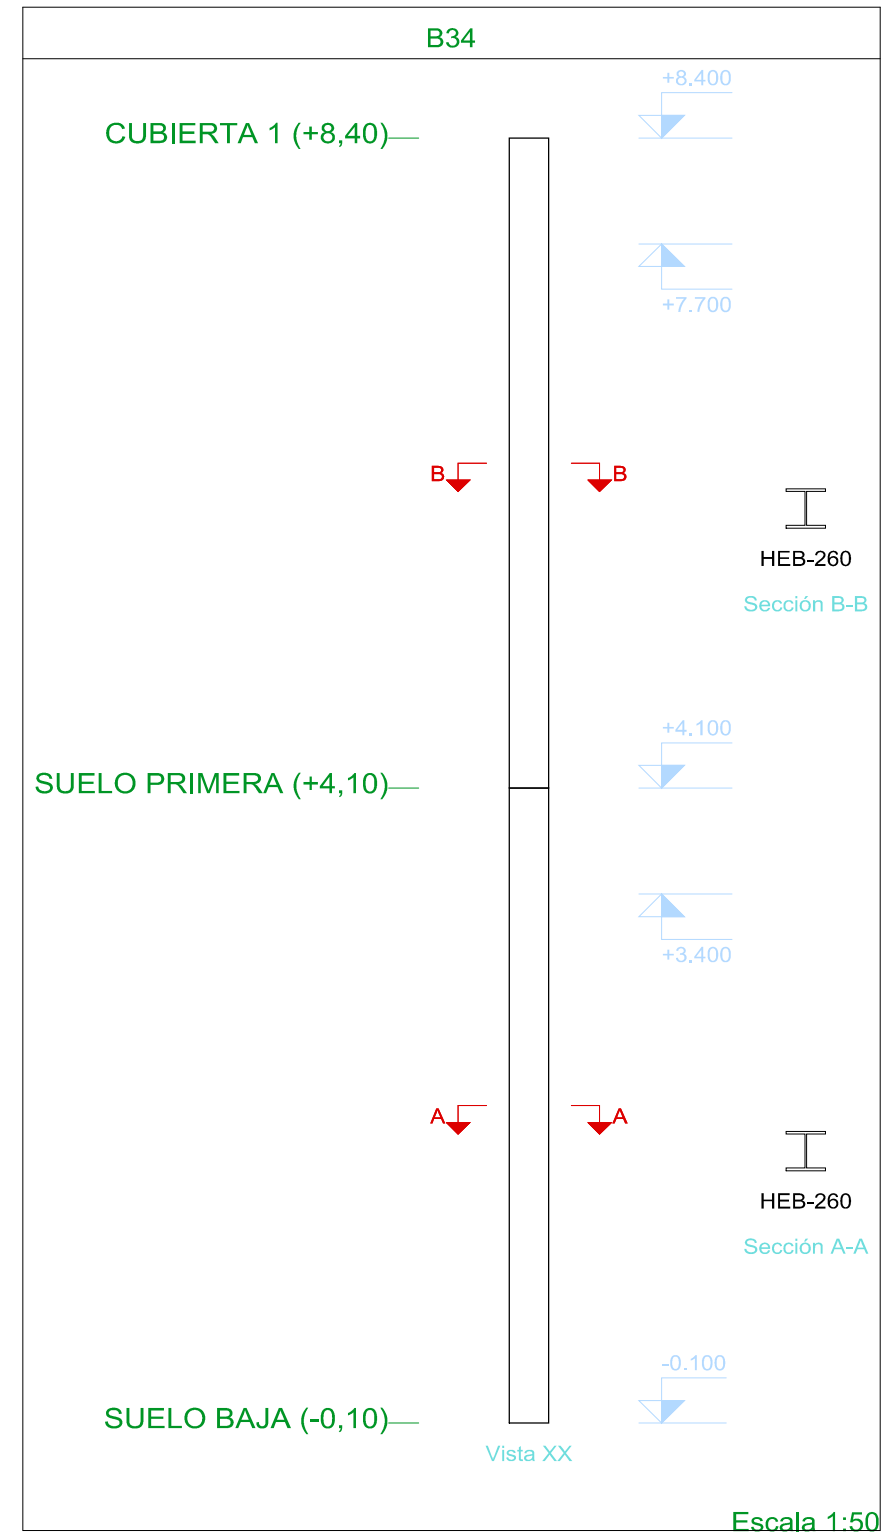 B34
+8.400
CUBIERTA 1 (+8,40)
+7.700
B
B
HEB-260
Sección B-B
+4.100
SUELO PRIMERA (+4,10)
+3.400
A
A
HEB-260
Sección A-A
-0.100
SUELO BAJA (-0,10)
Vista XX
Escala 1:50